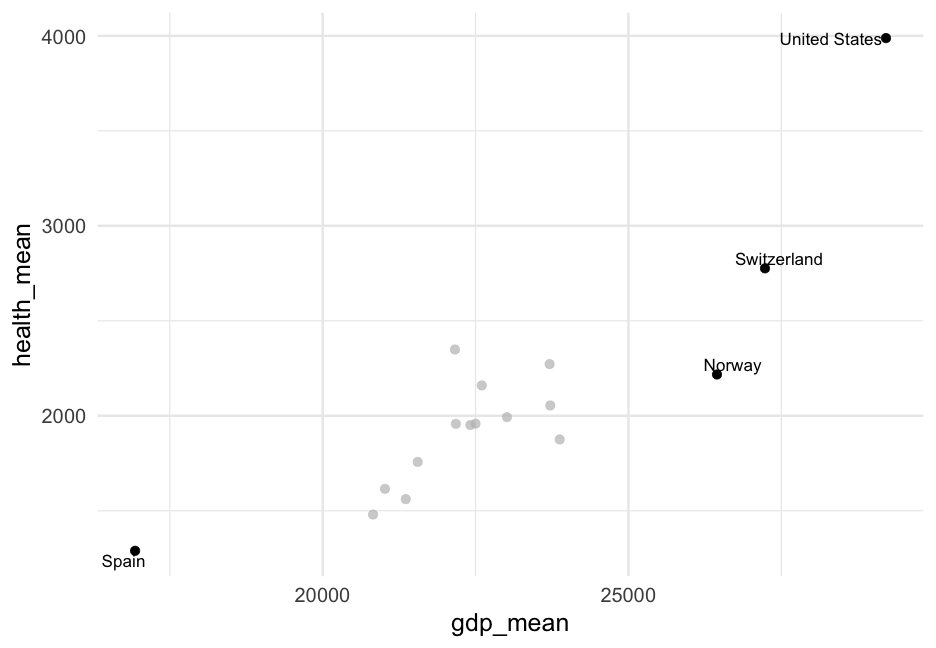 4000
United States
3000
Switzerland
health_mean
Norway
2000
Spain
20000
25000
gdp_mean